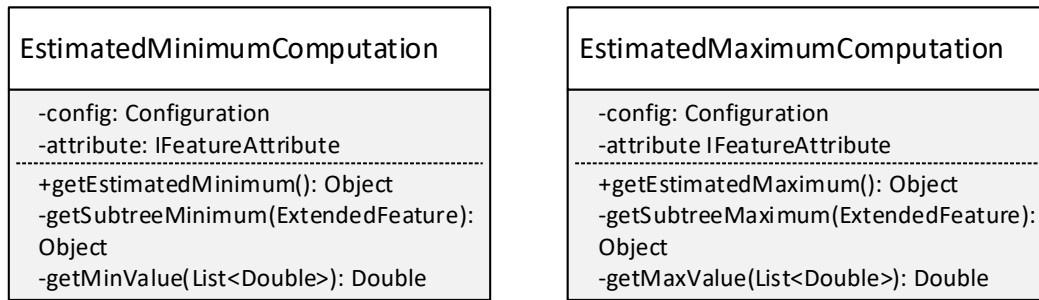 EstimatedMinimumComputation
-config: Configuration
-attribute: IFeatureAttribute
+getEstimatedMinimum(): Object
-getSubtreeMinimum(ExtendedFeature):
Object
-getMinValue(List<Double>): Double
EstimatedMaximumComputation
-config: Configuration
-attribute IFeatureAttribute
+getEstimatedMaximum(): Object
-getSubtreeMaximum(ExtendedFeature):
Object
-getMaxValue(List<Double>): Double